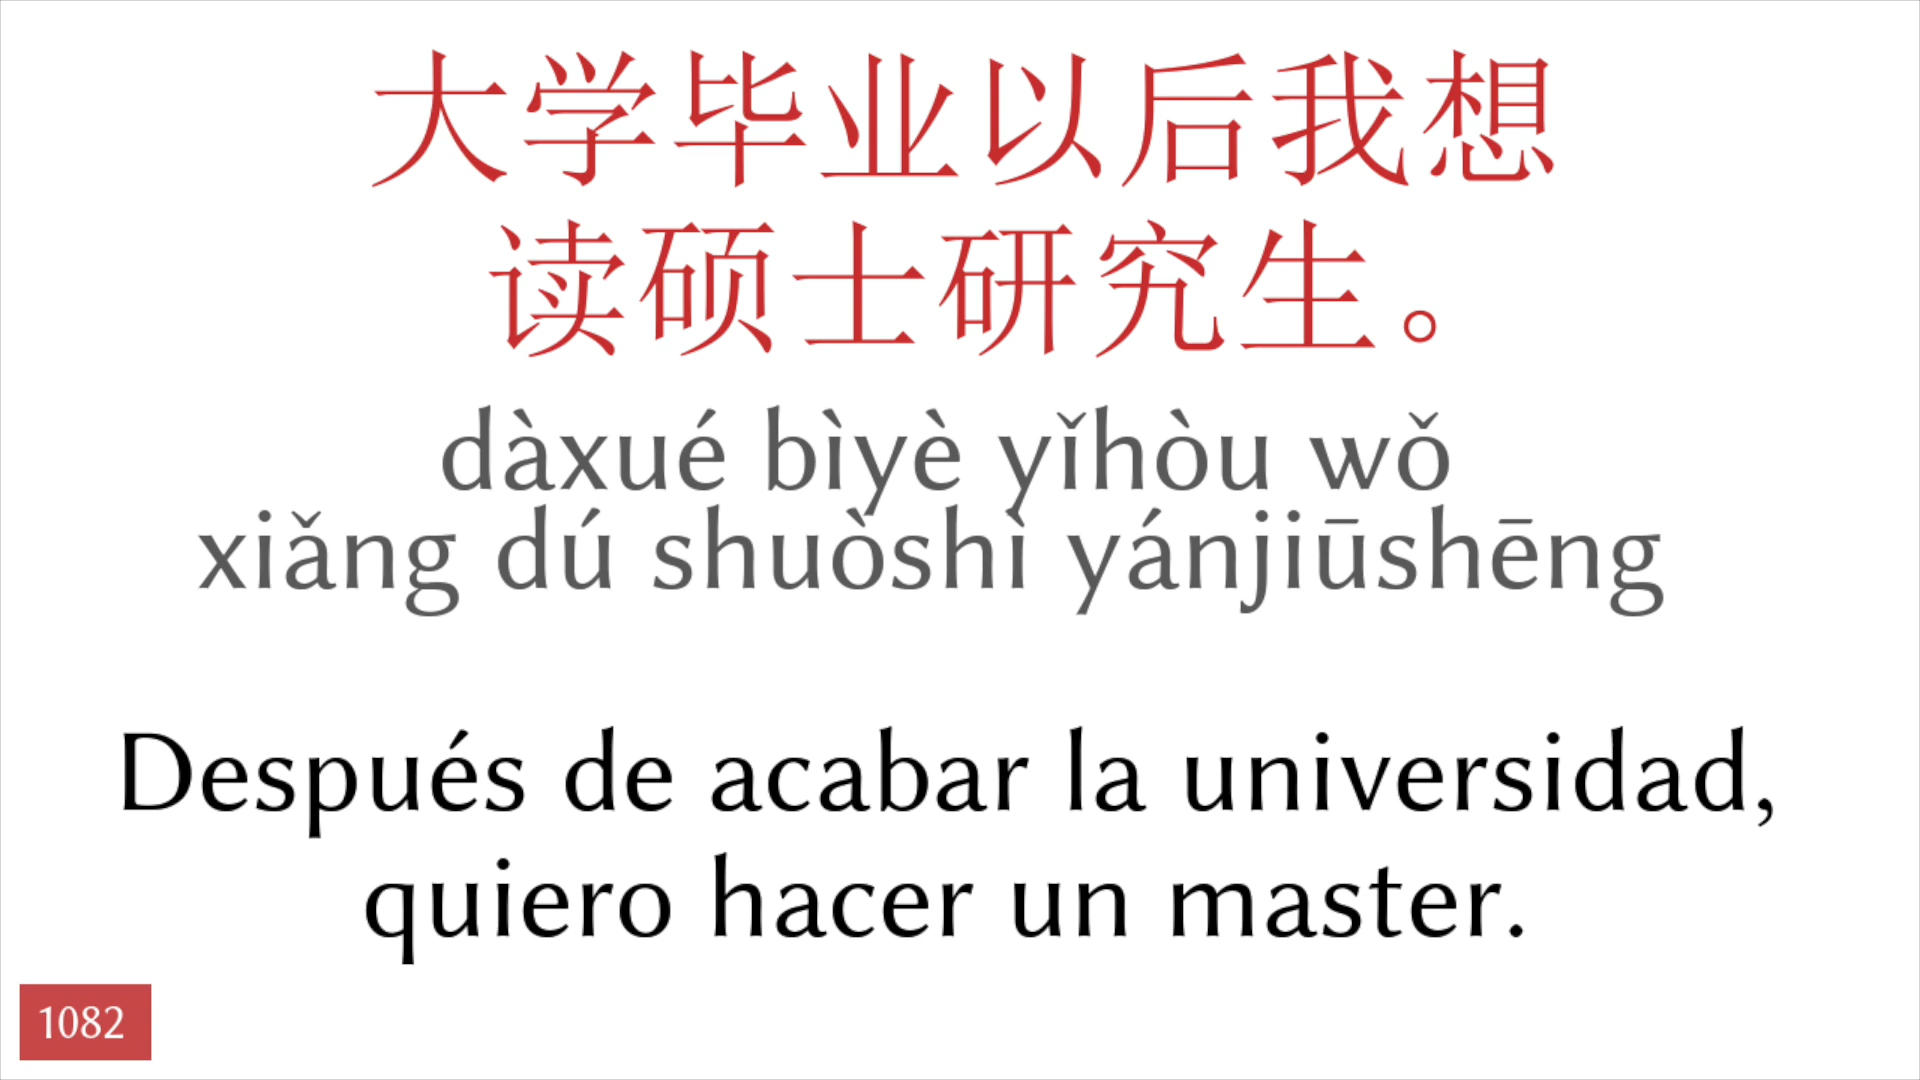 大学毕业以后我想
读硕士研究生。
dàxué bìyè yǐhòu wǒ
xiǎng dú shuòshì yánjiūshēng
Después de acabar la universidad,
quiero hacer un master.
1082